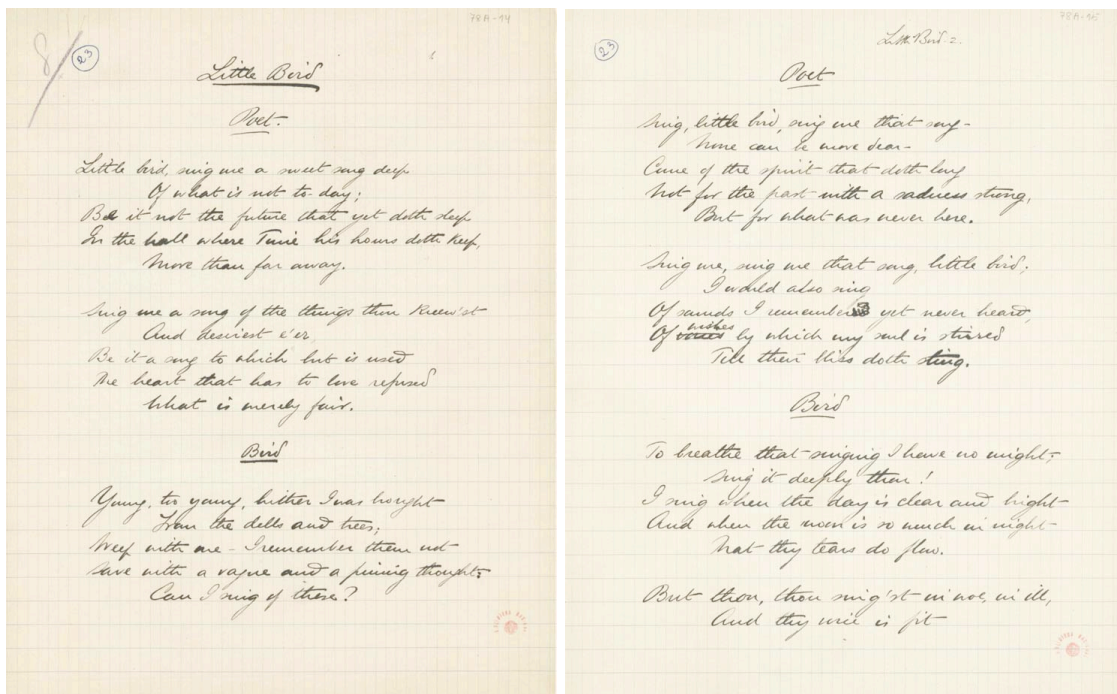 78A-14
8/
23
Little Bird
Poet.
Little bird, sing me a sweet song deep
Of what is not to-day;
Be it not the future that yet doth sleep
In the hall where Time his hours doth keep,
More than far away.
Sing me a song of the things thou knew'st
And desirest e'er,
Be it a song to which but is used
The heart that has to love refused
What is merely fair.
Bird
Young, too young, hither I was brought
From the dells and trees;
Weep with me – I remember them not
Save with a vague and a pining thought:
Can I sing of these?
23
Little Bird. 2.
Poet
Sing, little bird, sing me that song –
None can be more dear –
Come of the spirit that doth long
Not for the past with a sadness strong,
But for what was never here.
Sing me, sing me that song, little bird;
I would also sing
Of sounds I remember yet never heard,
Of wishes by which my soul is stirred
Till their bliss doth sting.
Bird
To breathe that singing I have no might;
Sing it deeply thou!
I sing when the day is clear and bright
And when the moon is so much in night
That thy tears do flow.
But thou, thou sing'st in woe, in ill,
And thy voice is fit